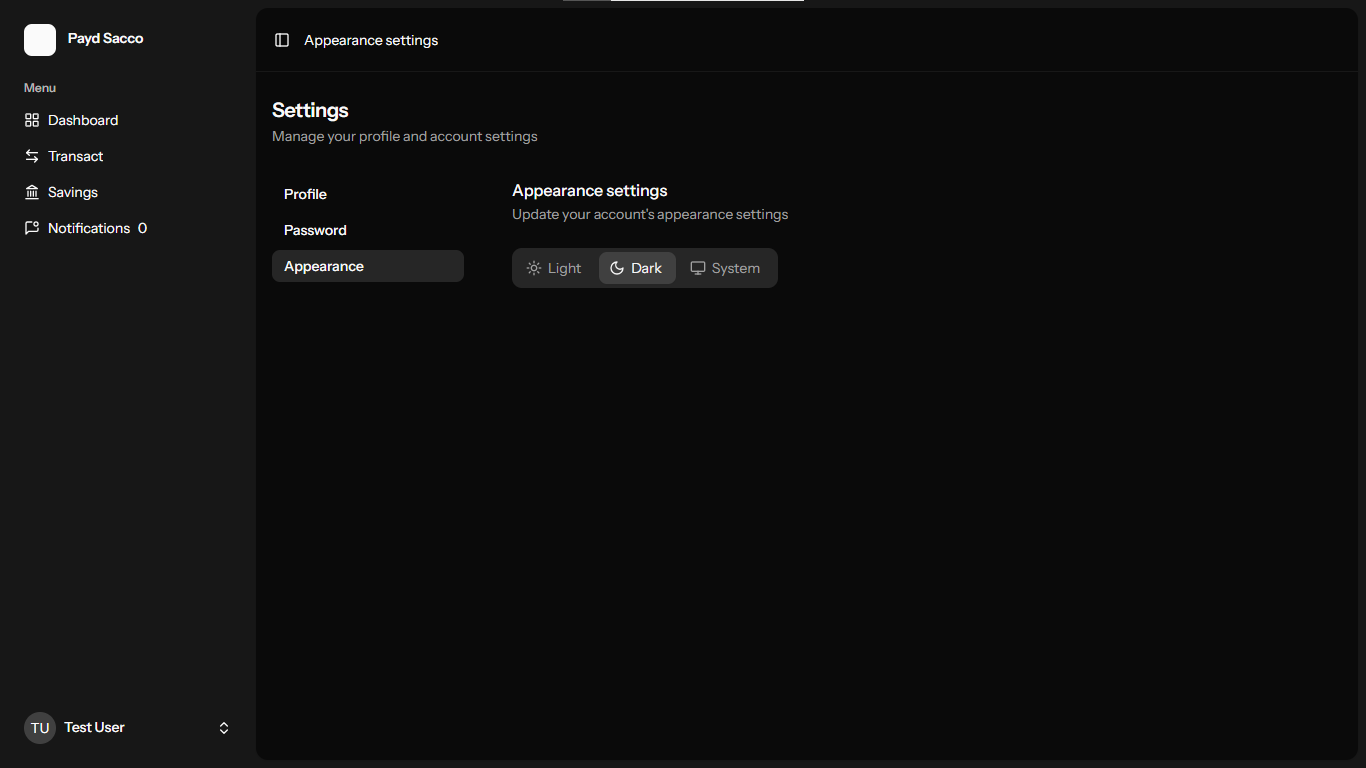 Payd Sacco
Menu
Dashboard
Transact
Savings
Notifications 0
TU Test User
Appearance settings
Settings
Manage your profile and account settings
Profile
Password
Appearance
Appearance settings
Update your account's appearance settings
Light Dark System